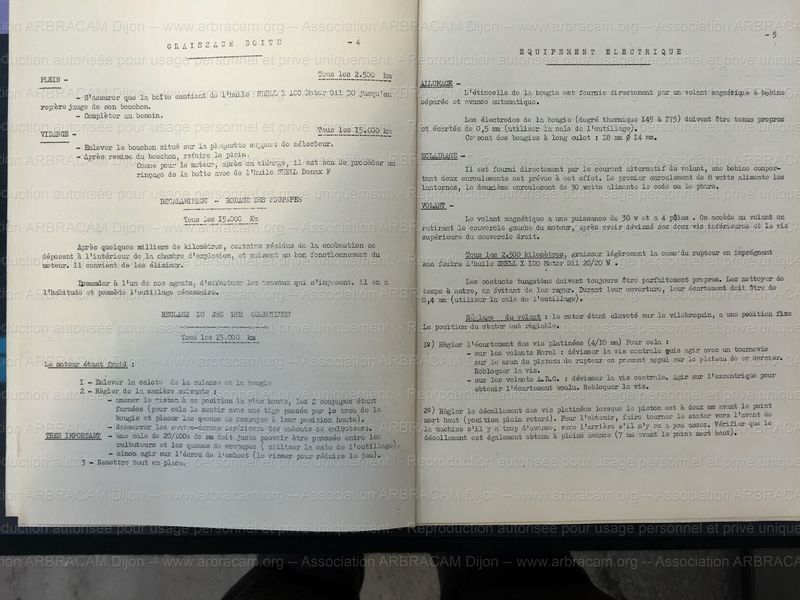 GRAISSAGE BOITE - 4
PLEIN - Tous les 2.500 km
- S'assurer que la boîte contient de l'huile SHELL X 100 Motor Oil 30 jusqu'au
repère jauge de son bouchon.
- Compléter au besoin.
VIDANGE - Tous les 15.000 km
- Enlever le bouchon situé sur la plaquette support de sélecteur.
- Après remise du bouchon, refaire le plein.
Comme pour le moteur, après en vidange, il est bon de procéder au
rinçage de la boîte avec de l'huile SHELL Donax F
DECALAMINAGE - RODAGE DES SOUPAPES
Tous les 15.000 Km
Après quelques milliers de kilomètres, certains résidus de la combustion se
déposent à l'intérieur de la chambre d'explosion, et nuisent au bon fonctionnement du
moteur. Il convient de les éliminer.
Demander à l'un de nos agents, d'effectuer les travaux qui s'imposent, il en a
l'habitude et possède l'outillage nécessaire.
REGLAGE DU JEU DES CULBUTEURS
Tous les 15.000 km
Le moteur étant froid :
1 - Enlever la calotte de la culasse et la bougie
2 - Régler de la manière suivante :
- amener le piston à sa position la plus haute, les 2 soupapes étant
fermées (pour cela le sentir avec une tige passée par le trou de la
bougie et placer les queues de soupapes à leur position haute).
- desserrer les contre-écrous supérieurs des embouts de culbuteurs.
TRES IMPORTANT - une cale de 20/100e de mm doit juste pouvoir être passée entre les
culbuteurs et les queues de soupapes ( utiliser la cale de l'outillage).
- sinon agir sur l'écrou de l'embout (le visser pour réduire le jeu).
3 - Remettre tout en place.
- 5
EQUIPEMENT ELECTRIQUE
ALLUMAGE -
L'étincelle de la bougie est fournie directement par un volant magnétique à bobine
séparée et avance automatique.
Les électrodes de la bougie (degré thermique 145 à 175) doivent être tenues propres
et écartés de 0,5 mm (utiliser la cale de l'outillage).
Ce sont des bougies à long culot : 18 mm Ø 14 mm.
ECLAIRAGE -
Il est fourni directement par le courant alternatif du volant, une bobine compor-
tant deux enroulements est prévue à cet effet. Le premier enroulement de 8 watts alimente les
lanternes, le deuxième enroulement de 30 watts alimente le code ou le phare.
VOLANT -
Le volant magnétique a une puissance de 30 w et a 4 pôles . On accède au volant en
retirant le couvercle gauche du moteur, après avoir dévissé ses deux vis inférieures et la vis
supérieure du couvercle droit.
Tous les 2.500 kilomètres, graisser légèrement la came du rupteur en imprégnant
son feutre d'huile SHELL X 100 Motor Oil 20/20 W .
Les contacts tungstène doivent toujours être parfaitement propres. Les nettoyer de
temps à autre, en évitant de les rayer. Durant leur ouverture, leur écartement doit être de
0,4 mm (utiliser la cale de l'outillage).
Réglage du volant : le rotor étant claveté sur le vilebrequin, a une position fixe
la position du stator est réglable.
1º) Régler l'écartement des vis platinées (4/10 mm) Pour cela :
- sur les volants Morel : dévisser la vis centrale puis agir avec un tournevis
sur le cran du plateau de rupteur en prenant appui sur le plateau de ce dernier.
Rebloquer la vis.
- sur les volants A.B.G. : dévisser la vis centrale. Agir sur l'excentrique pour
obtenir l'écartement voulu. Rebloquer la vis.
2º) Régler le décollement des vis platinées lorsque le piston est à deux mm avant le point
mort haut (position plein retard). Pour l'obtenir, faire tourner le stator vers l'avant de
la machine s'il y a trop d'avance, vers l'arrière s'il n'y en a pas assez. Vérifier que le
décollement est également obtenu à pleine avance (7 mm avant le point mort haut).